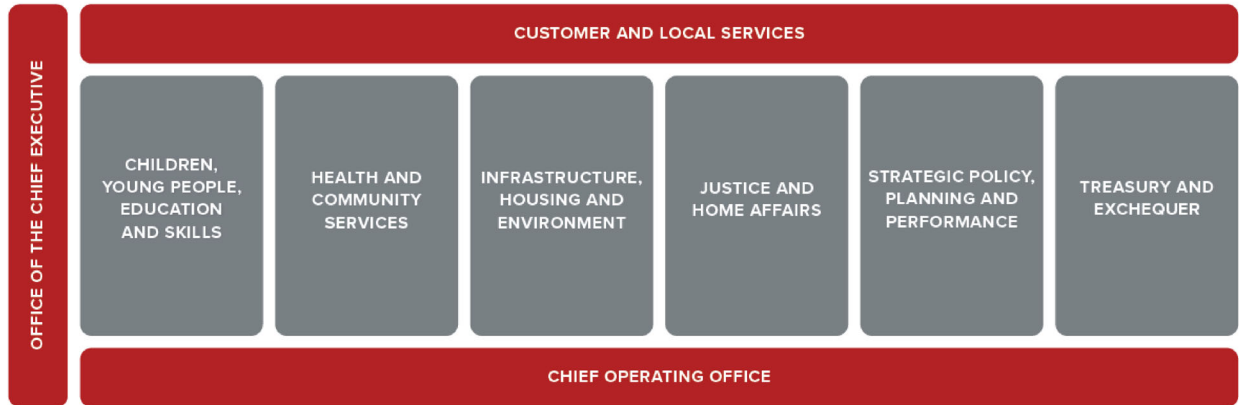 OFFICE OF THE CHIEF EXECUTIVE
CUSTOMER AND LOCAL SERVICES
CHILDREN,
YOUNG PEOPLE,
EDUCATION
AND SKILLS
HEALTH AND
COMMUNITY
SERVICES
INFRASTRUCTURE,
HOUSING AND
ENVIRONMENT
JUSTICE AND
HOME AFFAIRS
STRATEGIC POLICY,
PLANNING AND
PERFORMANCE
TREASURY AND
EXCHEQUER
CHIEF OPERATING OFFICE